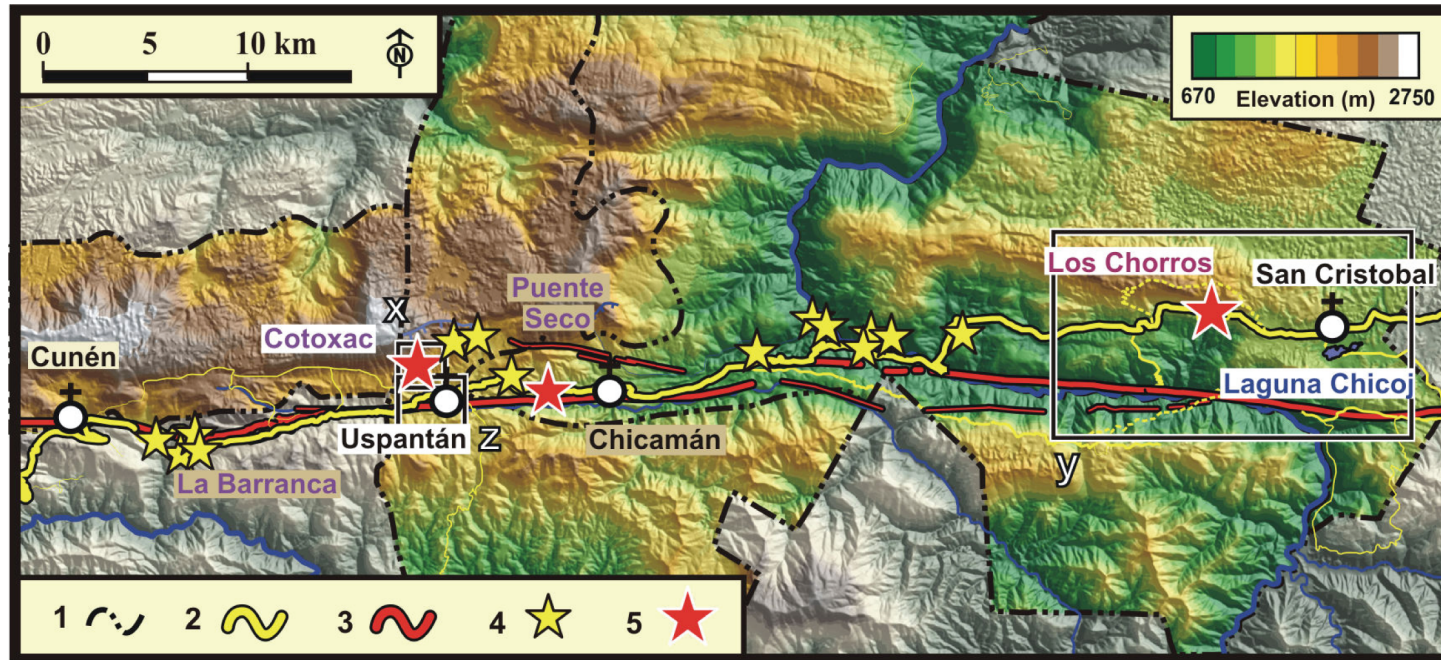 0 5 10 km
N
670 Elevation (m) 2750
Los Chorros
San Cristobal
x
Puente
Seco
Cotoxac
Cunén
Laguna Chicoj
Uspantán
z
Chicamán
y
La Barranca
1 2 3 4 5